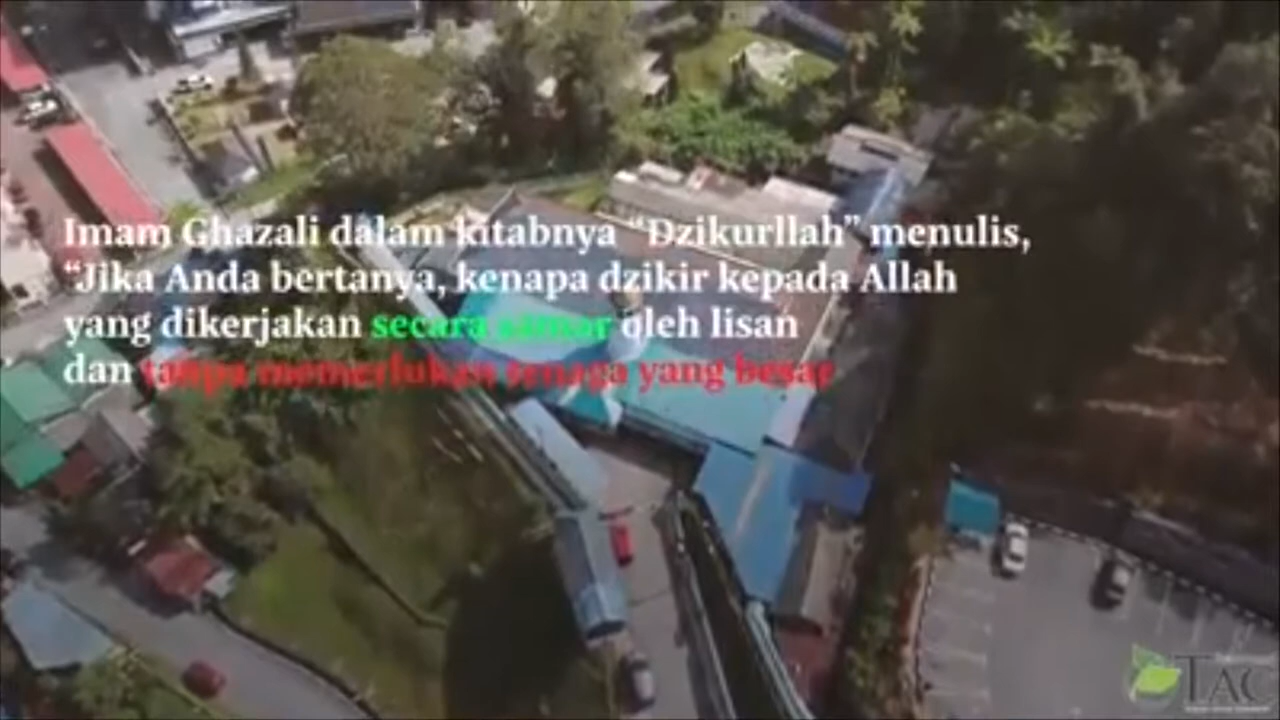 Imam Ghazali dalam kitabnya “Dzikurllah” menulis,
“Jika Anda bertanya, kenapa dzikir kepada Allah
yang dikerjakan secara samar oleh lisan
dan tanpa memerlukan tenaga yang besar
TAC